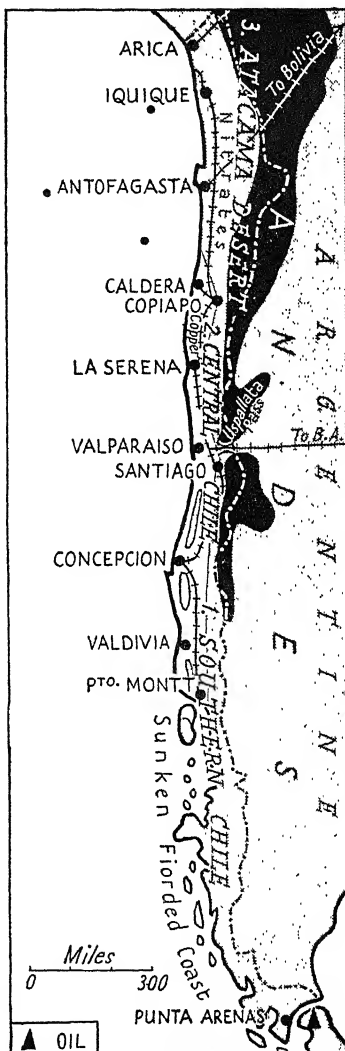 ARICA
IQUIQUE
ANTOFAGASTA
CALDERA
COPIAPO
LA SERENA
VALPARAISO
SANTIAGO
CONCEPCION
VALDIVIA
PTO. MONTT
PUNTA ARENAS
3. ATACAMA DESERT
Nitrates
To Bolivia
Copper
2. CENTRAL CHILE
Uspallata
Pass
To B.A.
1. SOUTHERN CHILE
ANDES
ARGENTINE
Sunken Fiorded Coast
Miles
0 300
OIL